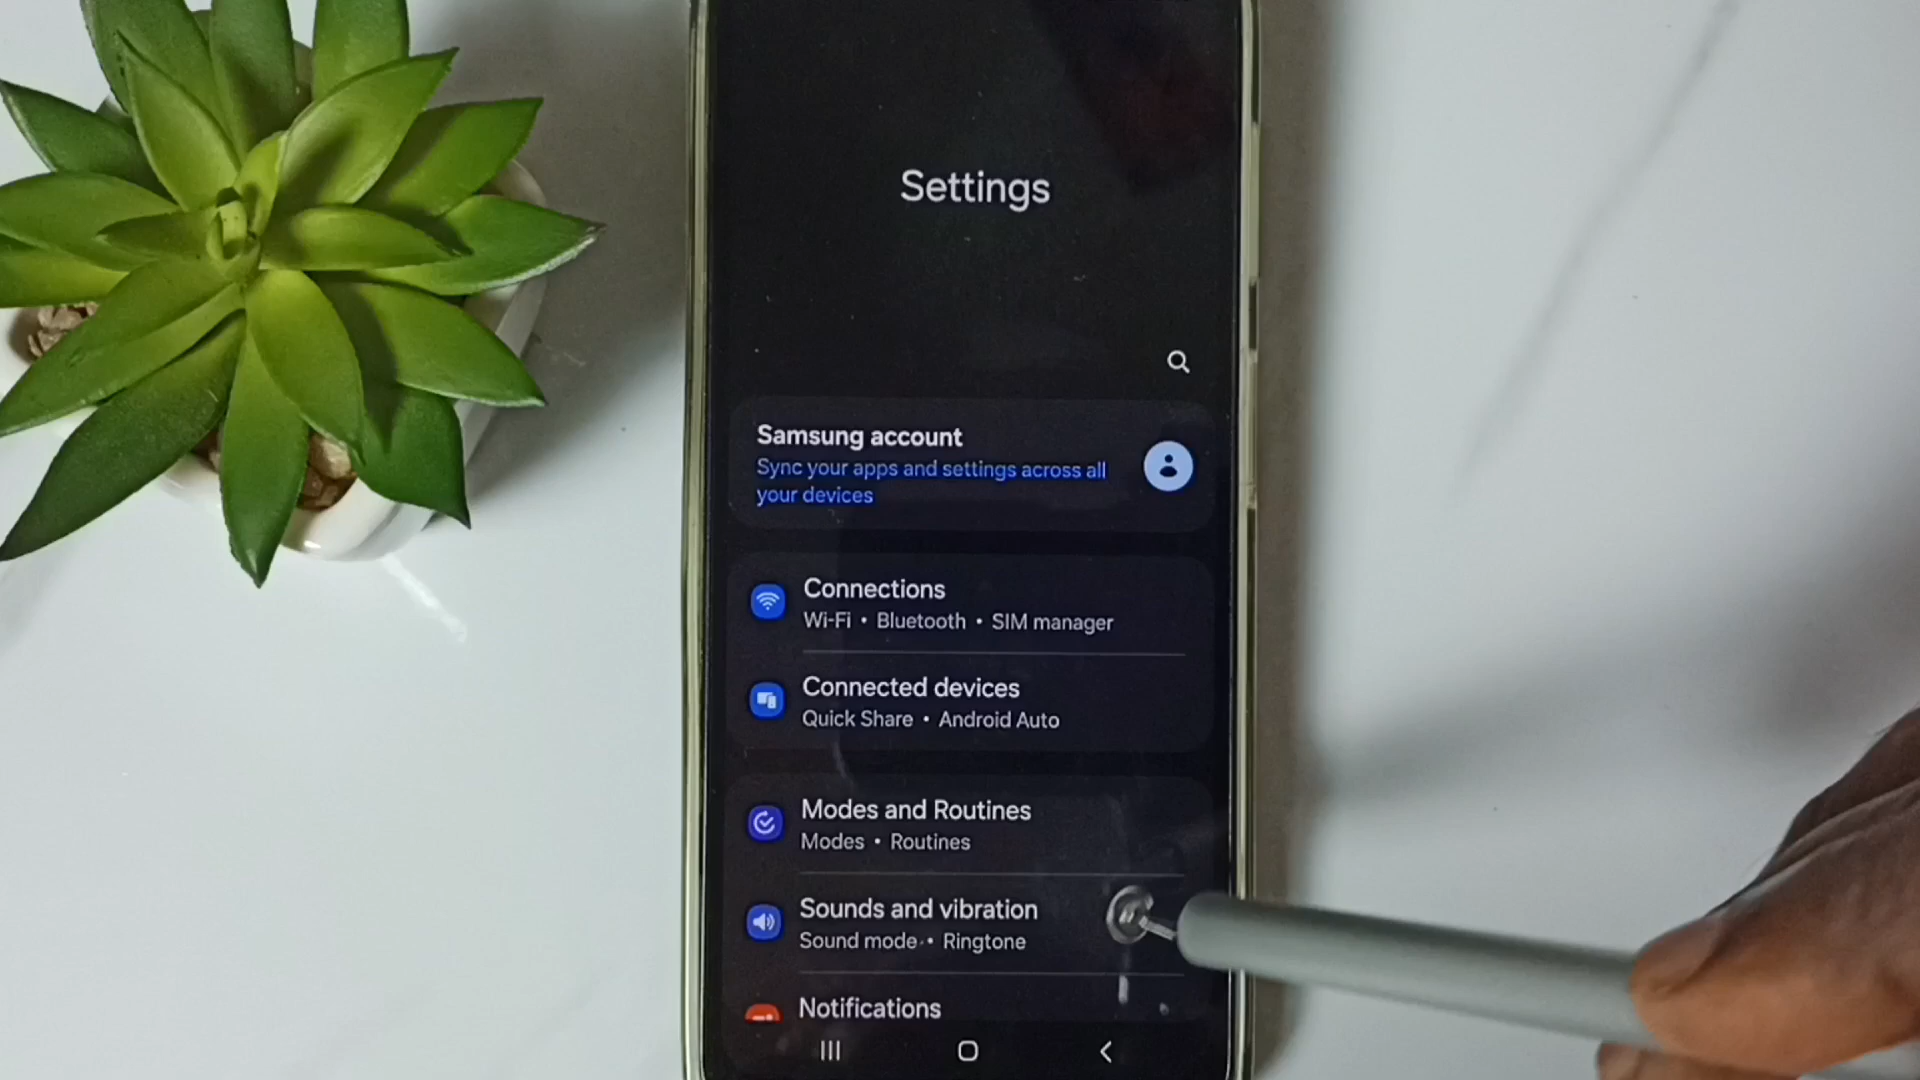 Settings
Samsung account
Sync your apps and settings across all
your devices
Connections
Wi-Fi • Bluetooth • SIM manager
Connected devices
Quick Share • Android Auto
Modes and Routines
Modes • Routines
Sounds and vibration
Sound mode • Ringtone
Notifications